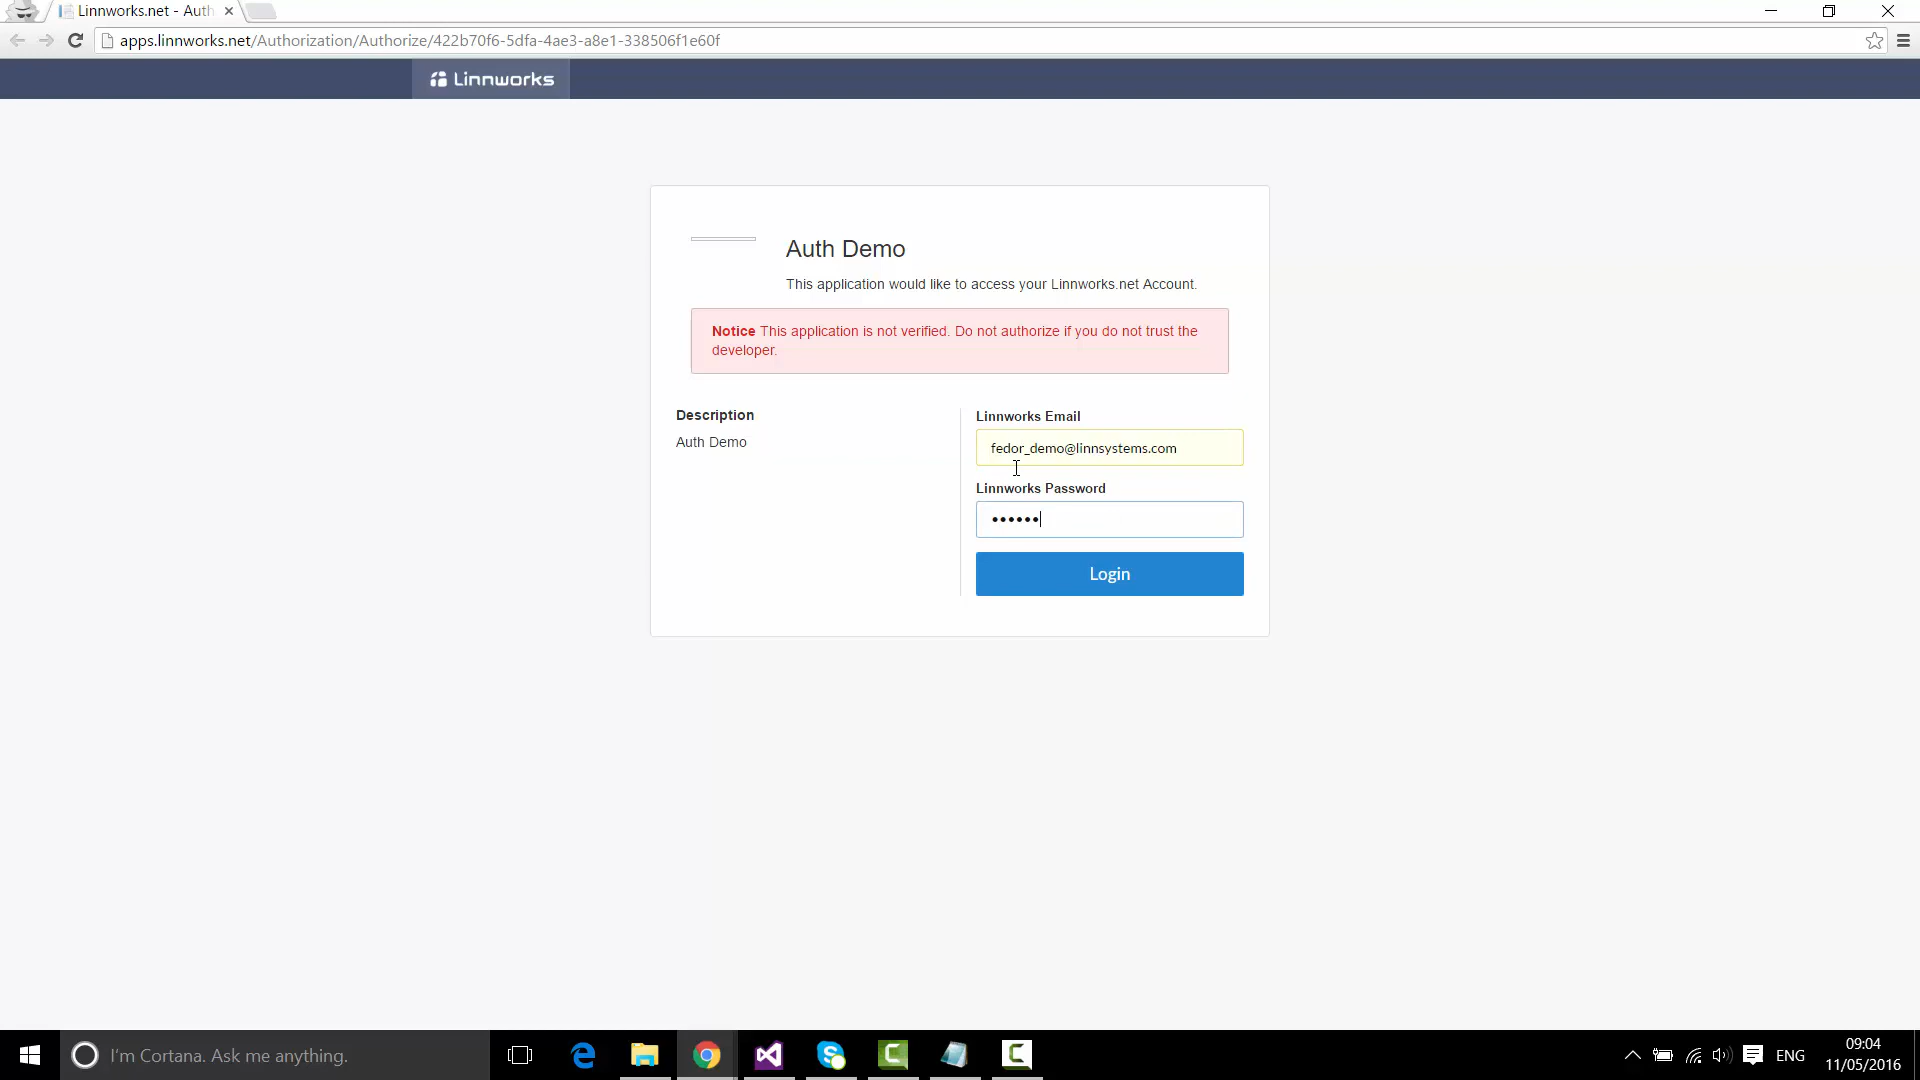 Linnworks.net - Auth
apps.linnworks.net/Authorization/Authorize/422b70f6-5dfa-4ae3-a8e1-338506f1e60f
Linnworks
Auth Demo
This application would like to access your Linnworks.net Account.
Notice This application is not verified. Do not authorize if you do not trust the
developer.
Description
Auth Demo
Linnworks Email
fedor_demo@linnsystems.com
Linnworks Password
••••••
Login
I'm Cortana. Ask me anything.
ENG
09:04
11/05/2016